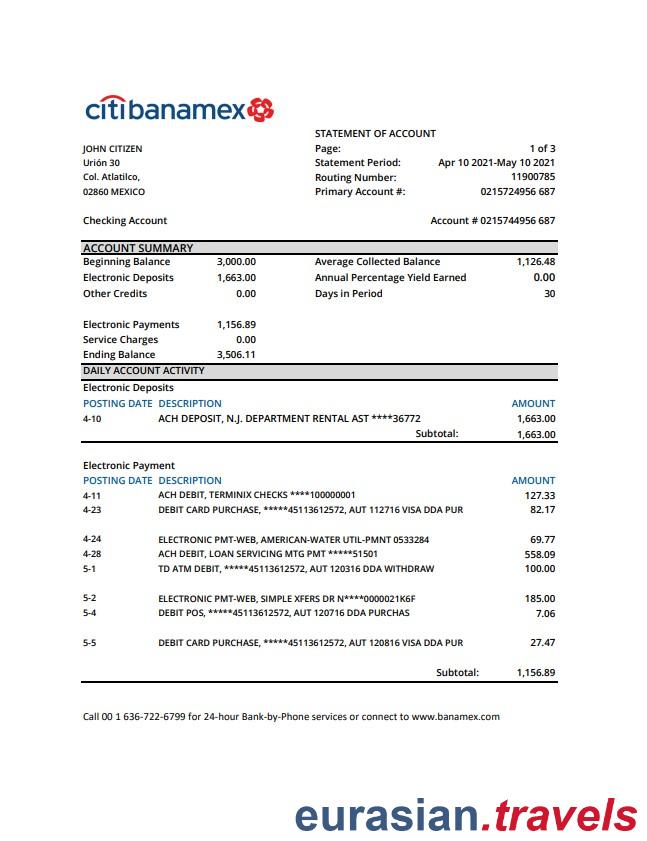 citibanamex
STATEMENT OF ACCOUNT
JOHN CITIZEN Page: 1 of 3
Urión 30 Statement Period: Apr 10 2021-May 10 2021
Col. Atlatilco, Routing Number: 11900785
02860 MEXICO Primary Account #: 0215724956 687
Checking Account Account # 0215744956 687
ACCOUNT SUMMARY
Beginning Balance 3,000.00 Average Collected Balance 1,126.48
Electronic Deposits 1,663.00 Annual Percentage Yield Earned 0.00
Other Credits 0.00 Days in Period 30
Electronic Payments 1,156.89
Service Charges 0.00
Ending Balance 3,506.11
DAILY ACCOUNT ACTIVITY
Electronic Deposits
POSTING DATE DESCRIPTION AMOUNT
4-10 ACH DEPOSIT, N.J. DEPARTMENT RENTAL AST ****36772 1,663.00
Subtotal: 1,663.00
Electronic Payment
POSTING DATE DESCRIPTION AMOUNT
4-11 ACH DEBIT, TERMINIX CHECKS ****100000001 127.33
4-23 DEBIT CARD PURCHASE, *****45113612572, AUT 112716 VISA DDA PUR 82.17
4-24 ELECTRONIC PMT-WEB, AMERICAN-WATER UTIL-PMNT 0533284 69.77
4-28 ACH DEBIT, LOAN SERVICING MTG PMT *****51501 558.09
5-1 TD ATM DEBIT, *****45113612572, AUT 120316 DDA WITHDRAW 100.00
5-2 ELECTRONIC PMT-WEB, SIMPLE XFERS DR N****0000021K6F 185.00
5-4 DEBIT POS, *****45113612572, AUT 120716 DDA PURCHAS 7.06
5-5 DEBIT CARD PURCHASE, *****45113612572, AUT 120816 VISA DDA PUR 27.47
Subtotal: 1,156.89
Call 00 1 636-722-6799 for 24-hour Bank-by-Phone services or connect to www.banamex.com
eurasian.travels